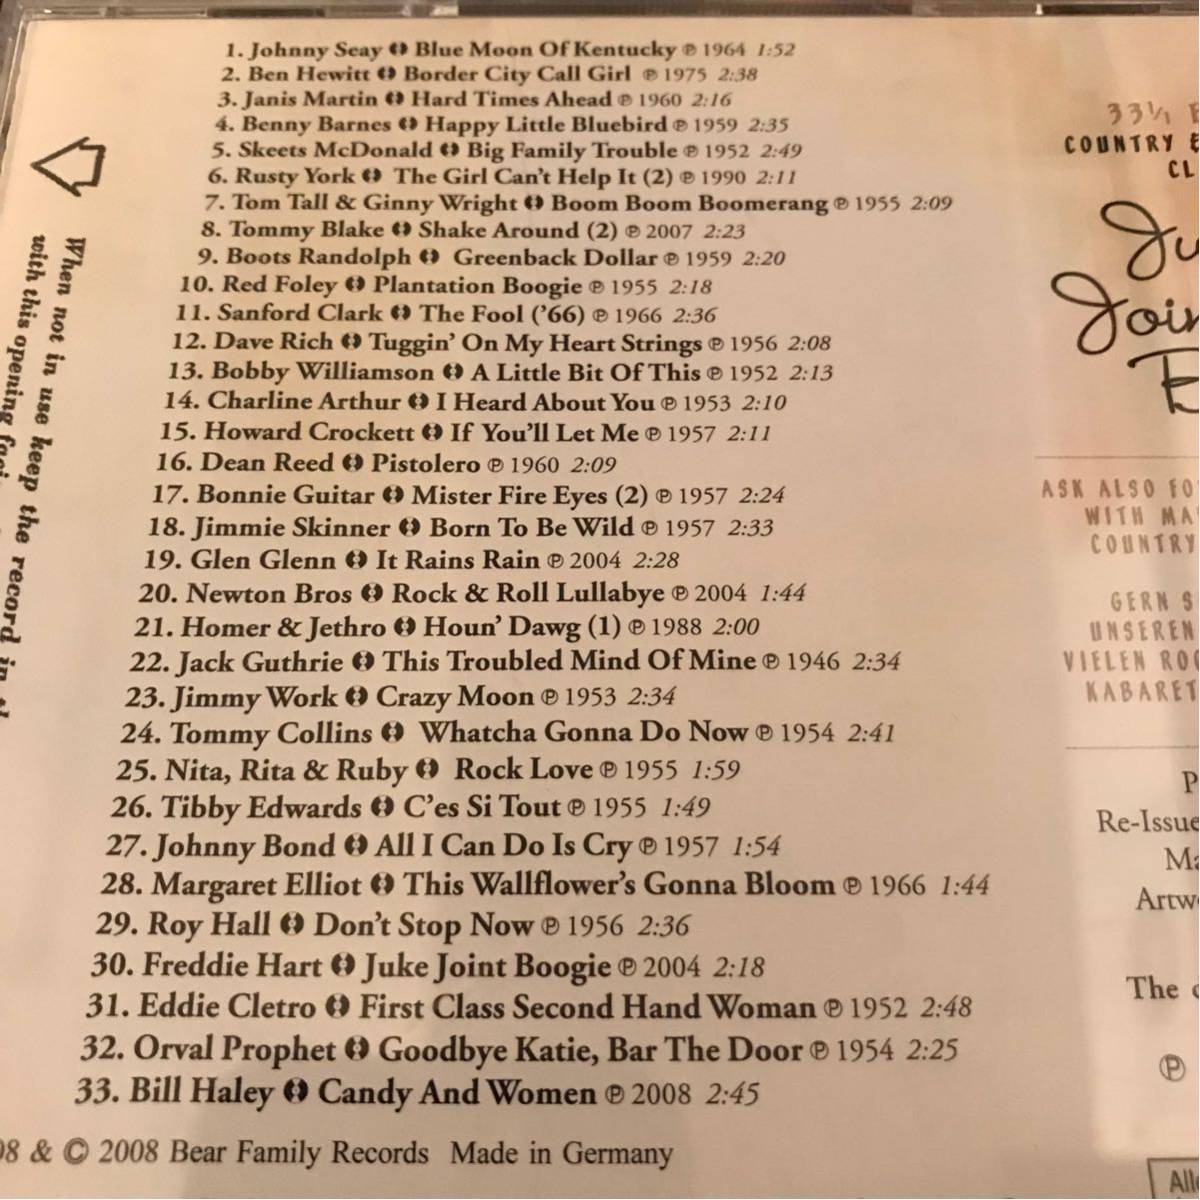 1. Johnny Seay Blue Moon Of Kentucky ℗ 1964 1:52
2. Ben Hewitt Border City Call Girl ℗ 1975 2:38
3. Janis Martin Hard Times Ahead ℗ 1960 2:16
4. Benny Barnes Happy Little Bluebird ℗ 1959 2:35
5. Skeets McDonald Big Family Trouble ℗ 1952 2:49
6. Rusty York The Girl Can't Help It (2) ℗ 1990 2:11
7. Tom Tall & Ginny Wright Boom Boom Boomerang ℗ 1955 2:09
8. Tommy Blake Shake Around (2) ℗ 2007 2:23
9. Boots Randolph Greenback Dollar ℗ 1959 2:20
10. Red Foley Plantation Boogie ℗ 1955 2:18
11. Sanford Clark The Fool ('66) ℗ 1966 2:36
12. Dave Rich Tuggin' On My Heart Strings ℗ 1956 2:08
13. Bobby Williamson A Little Bit Of This ℗ 1952 2:13
14. Charline Arthur I Heard About You ℗ 1953 2:10
15. Howard Crockett If You'll Let Me ℗ 1957 2:11
16. Dean Reed Pistolero ℗ 1960 2:09
17. Bonnie Guitar Mister Fire Eyes (2) ℗ 1957 2:24
18. Jimmie Skinner Born To Be Wild ℗ 1957 2:33
19. Glen Glenn It Rains Rain ℗ 2004 2:28
20. Newton Bros Rock & Roll Lullabye ℗ 2004 1:44
21. Homer & Jethro Houn' Dawg (1) ℗ 1988 2:00
22. Jack Guthrie This Troubled Mind Of Mine ℗ 1946 2:34
23. Jimmy Work Crazy Moon ℗ 1953 2:34
24. Tommy Collins Whatcha Gonna Do Now ℗ 1954 2:41
25. Nita, Rita & Ruby Rock Love ℗ 1955 1:59
26. Tibby Edwards C'es Si Tout ℗ 1955 1:49
27. Johnny Bond All I Can Do Is Cry ℗ 1957 1:54
28. Margaret Elliot This Wallflower's Gonna Bloom ℗ 1966 1:44
29. Roy Hall Don't Stop Now ℗ 1956 2:36
30. Freddie Hart Juke Joint Boogie ℗ 2004 2:18
31. Eddie Cletro First Class Second Hand Woman ℗ 1952 2:48
32. Orval Prophet Goodbye Katie, Bar The Door ℗ 1954 2:25
33. Bill Haley Candy And Women ℗ 2008 2:45
08 & © 2008 Bear Family Records Made in Germany
When not in use keep the record in
with this opening
33⅓
COUNTRY &
CL
Ju
Join
B
ASK ALSO FO
WITH MA
COUNTRY
GERN S
UNSEREN
VIELEN ROC
KABARET
P
Re-Issue
Ma
Artwo
The
℗
All